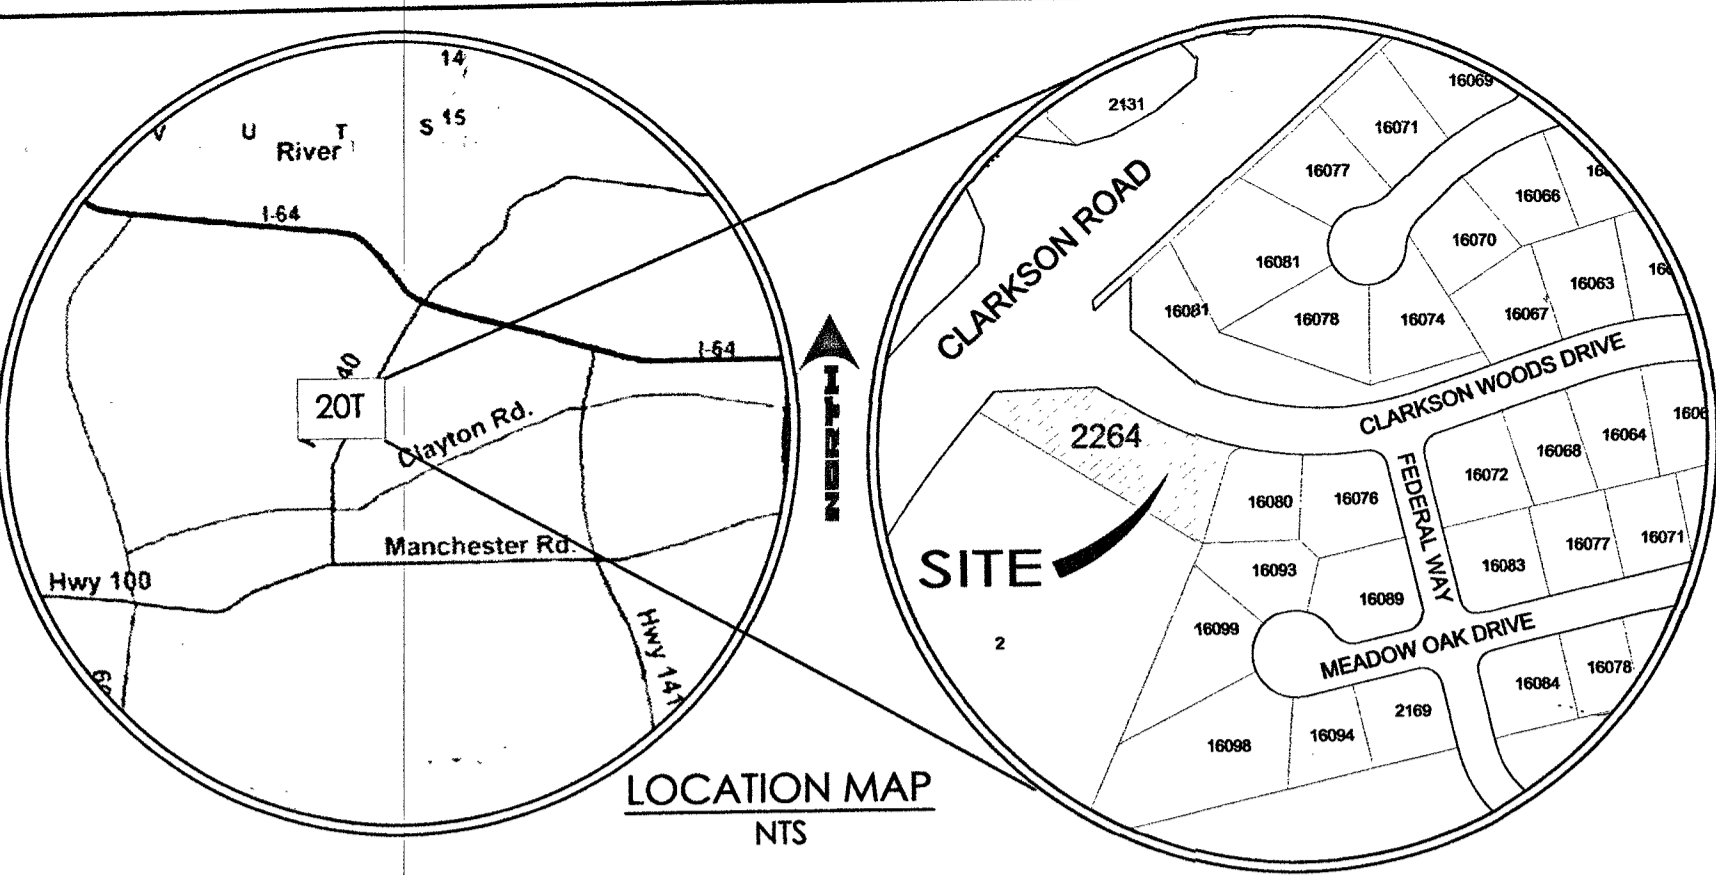 14
15
V U T S
River
I-64
I-64
40
20T
Clayton Rd.
Manchester Rd.
Hwy 100
Hwy 141
NORTH
LOCATION MAP
NTS
2131
CLARKSON ROAD
16069
16071
16077
16066
16070
16081
16063
16081
16078
16074
16067
CLARKSON WOODS DRIVE
2264
SITE
16080
16076
FEDERAL WAY
16072
16068
16064
16093
16089
16083
16077
16071
16099
2
MEADOW OAK DRIVE
16098
16094
2169
16084
16078